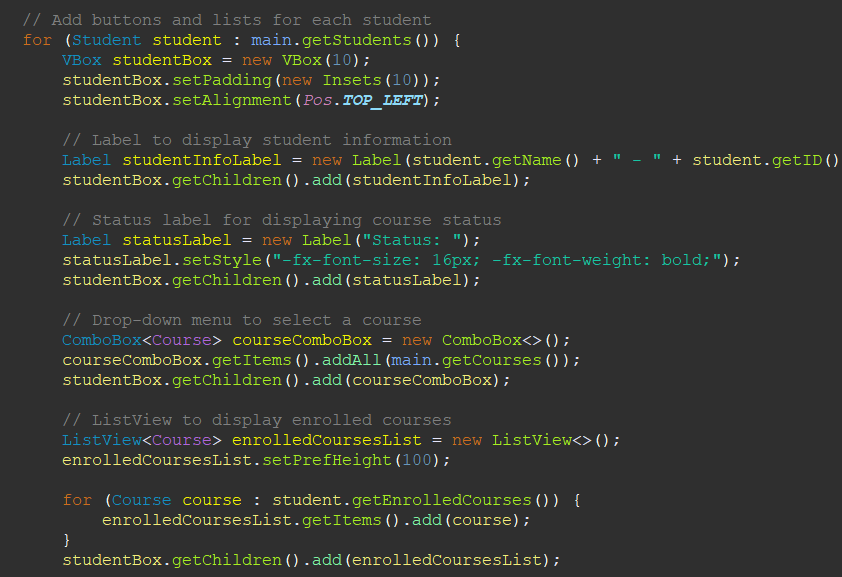 // Add buttons and lists for each student
for (Student student : main.getStudents()) {
VBox studentBox = new VBox(10);
studentBox.setPadding(new Insets(10));
studentBox.setAlignment(Pos.TOP_LEFT);
// Label to display student information
Label studentInfoLabel = new Label(student.getName() + " - " + student.getID()
studentBox.getChildren().add(studentInfoLabel);
// Status label for displaying course status
Label statusLabel = new Label("Status: ");
statusLabel.setStyle("-fx-font-size: 16px; -fx-font-weight: bold;");
studentBox.getChildren().add(statusLabel);
// Drop-down menu to select a course
ComboBox<Course> courseComboBox = new ComboBox<>();
courseComboBox.getItems().addAll(main.getCourses());
studentBox.getChildren().add(courseComboBox);
// ListView to display enrolled courses
ListView<Course> enrolledCoursesList = new ListView<>();
enrolledCoursesList.setPrefHeight(100);
for (Course course : student.getEnrolledCourses()) {
enrolledCoursesList.getItems().add(course);
}
studentBox.getChildren().add(enrolledCoursesList);